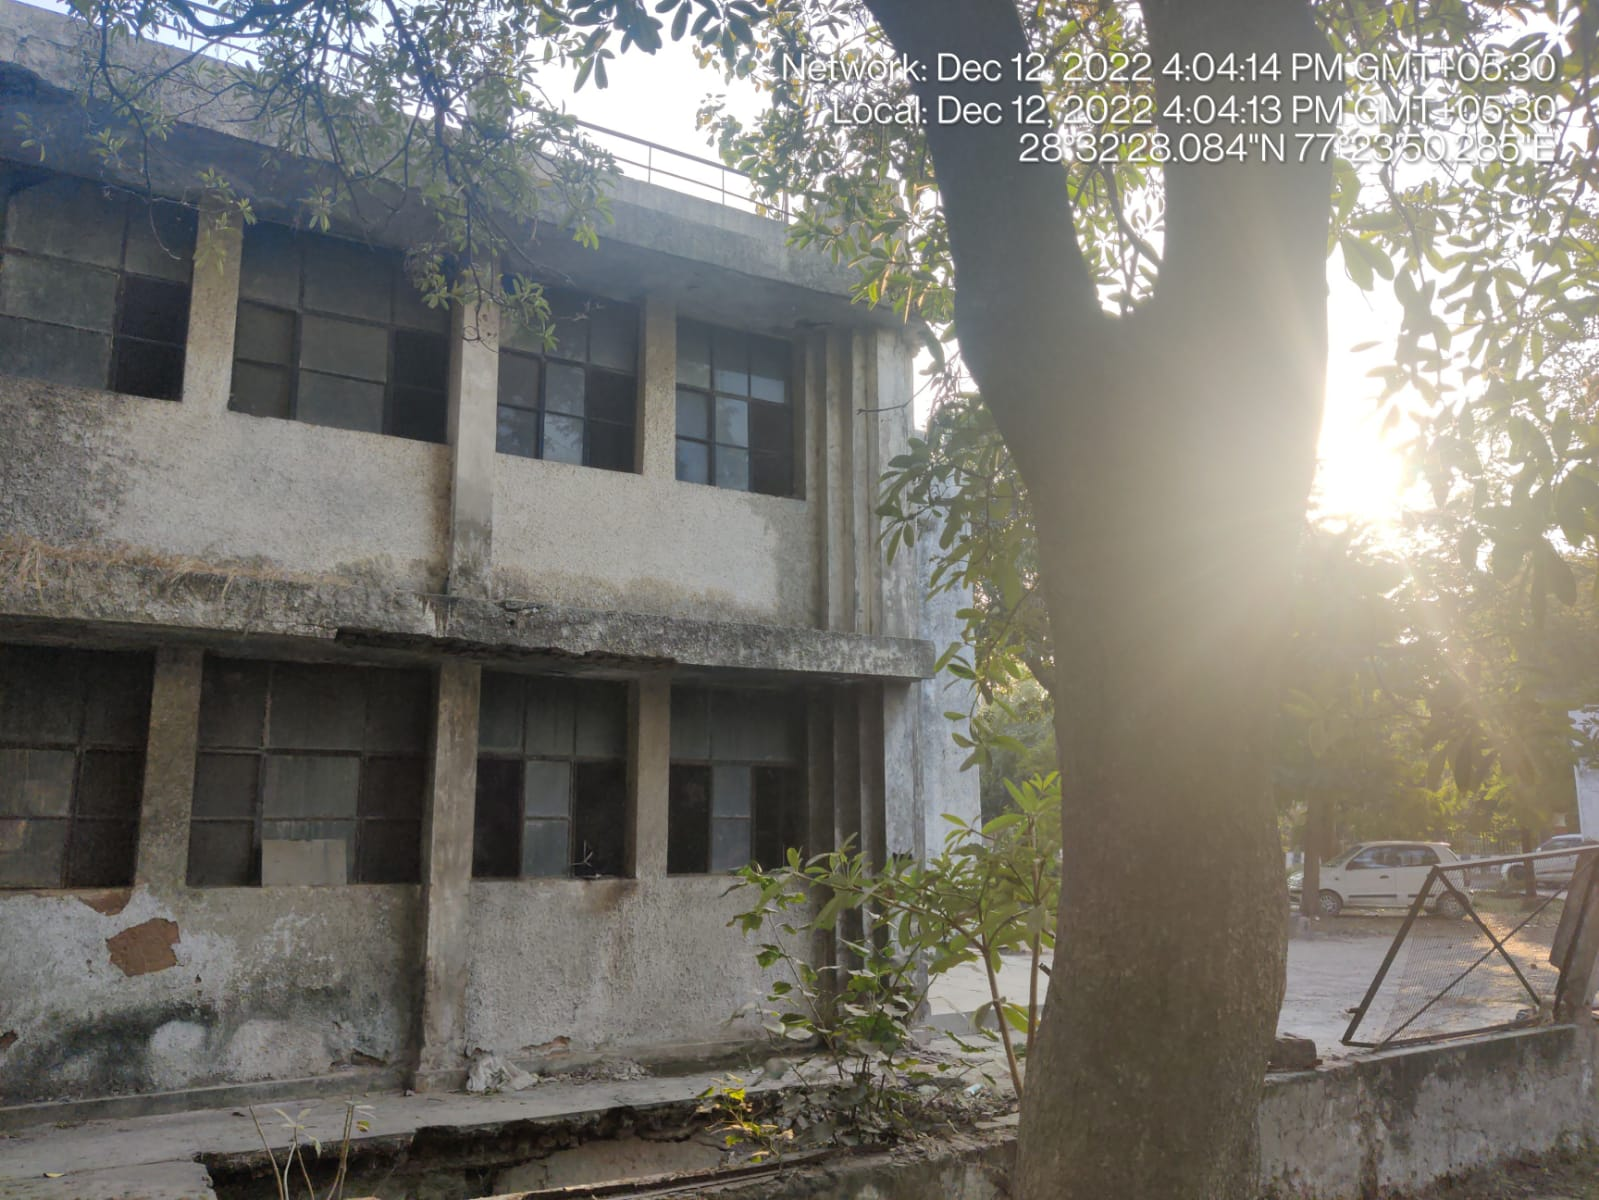 Network: Dec 12, 2022 4:04:14 PM GMT+05:30
Local: Dec 12, 2022 4:04:13 PM GMT+05:30
28°32'28.084"N 77°23'50.285"E